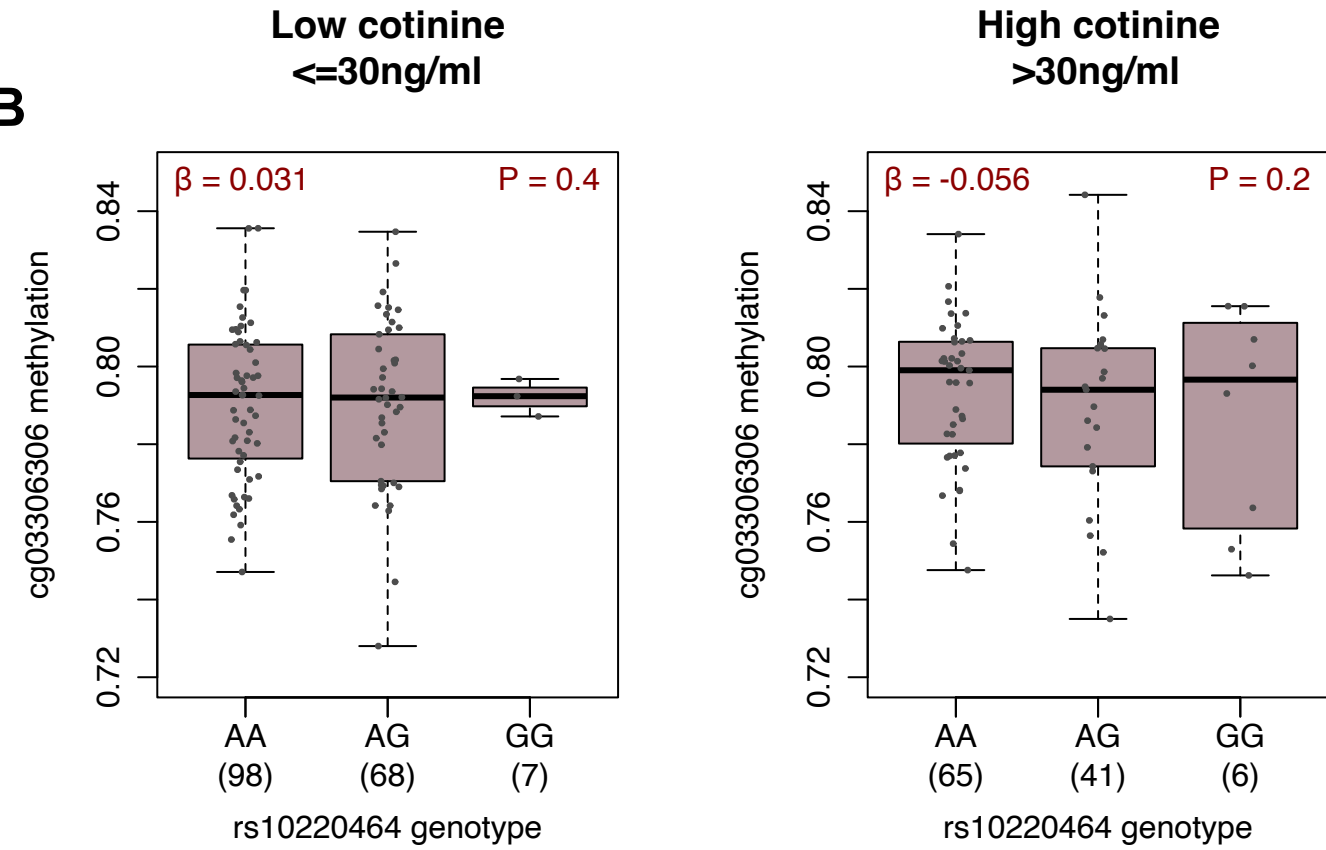 B
Low cotinine
<=30ng/ml
β = 0.031
P = 0.4
cg03306306 methylation
0.84
0.80
0.76
0.72
AA
AG
GG
(98)
(68)
(7)
rs10220464 genotype
High cotinine
>30ng/ml
β = -0.056
P = 0.2
cg03306306 methylation
0.84
0.80
0.76
0.72
AA
AG
GG
(65)
(41)
(6)
rs10220464 genotype